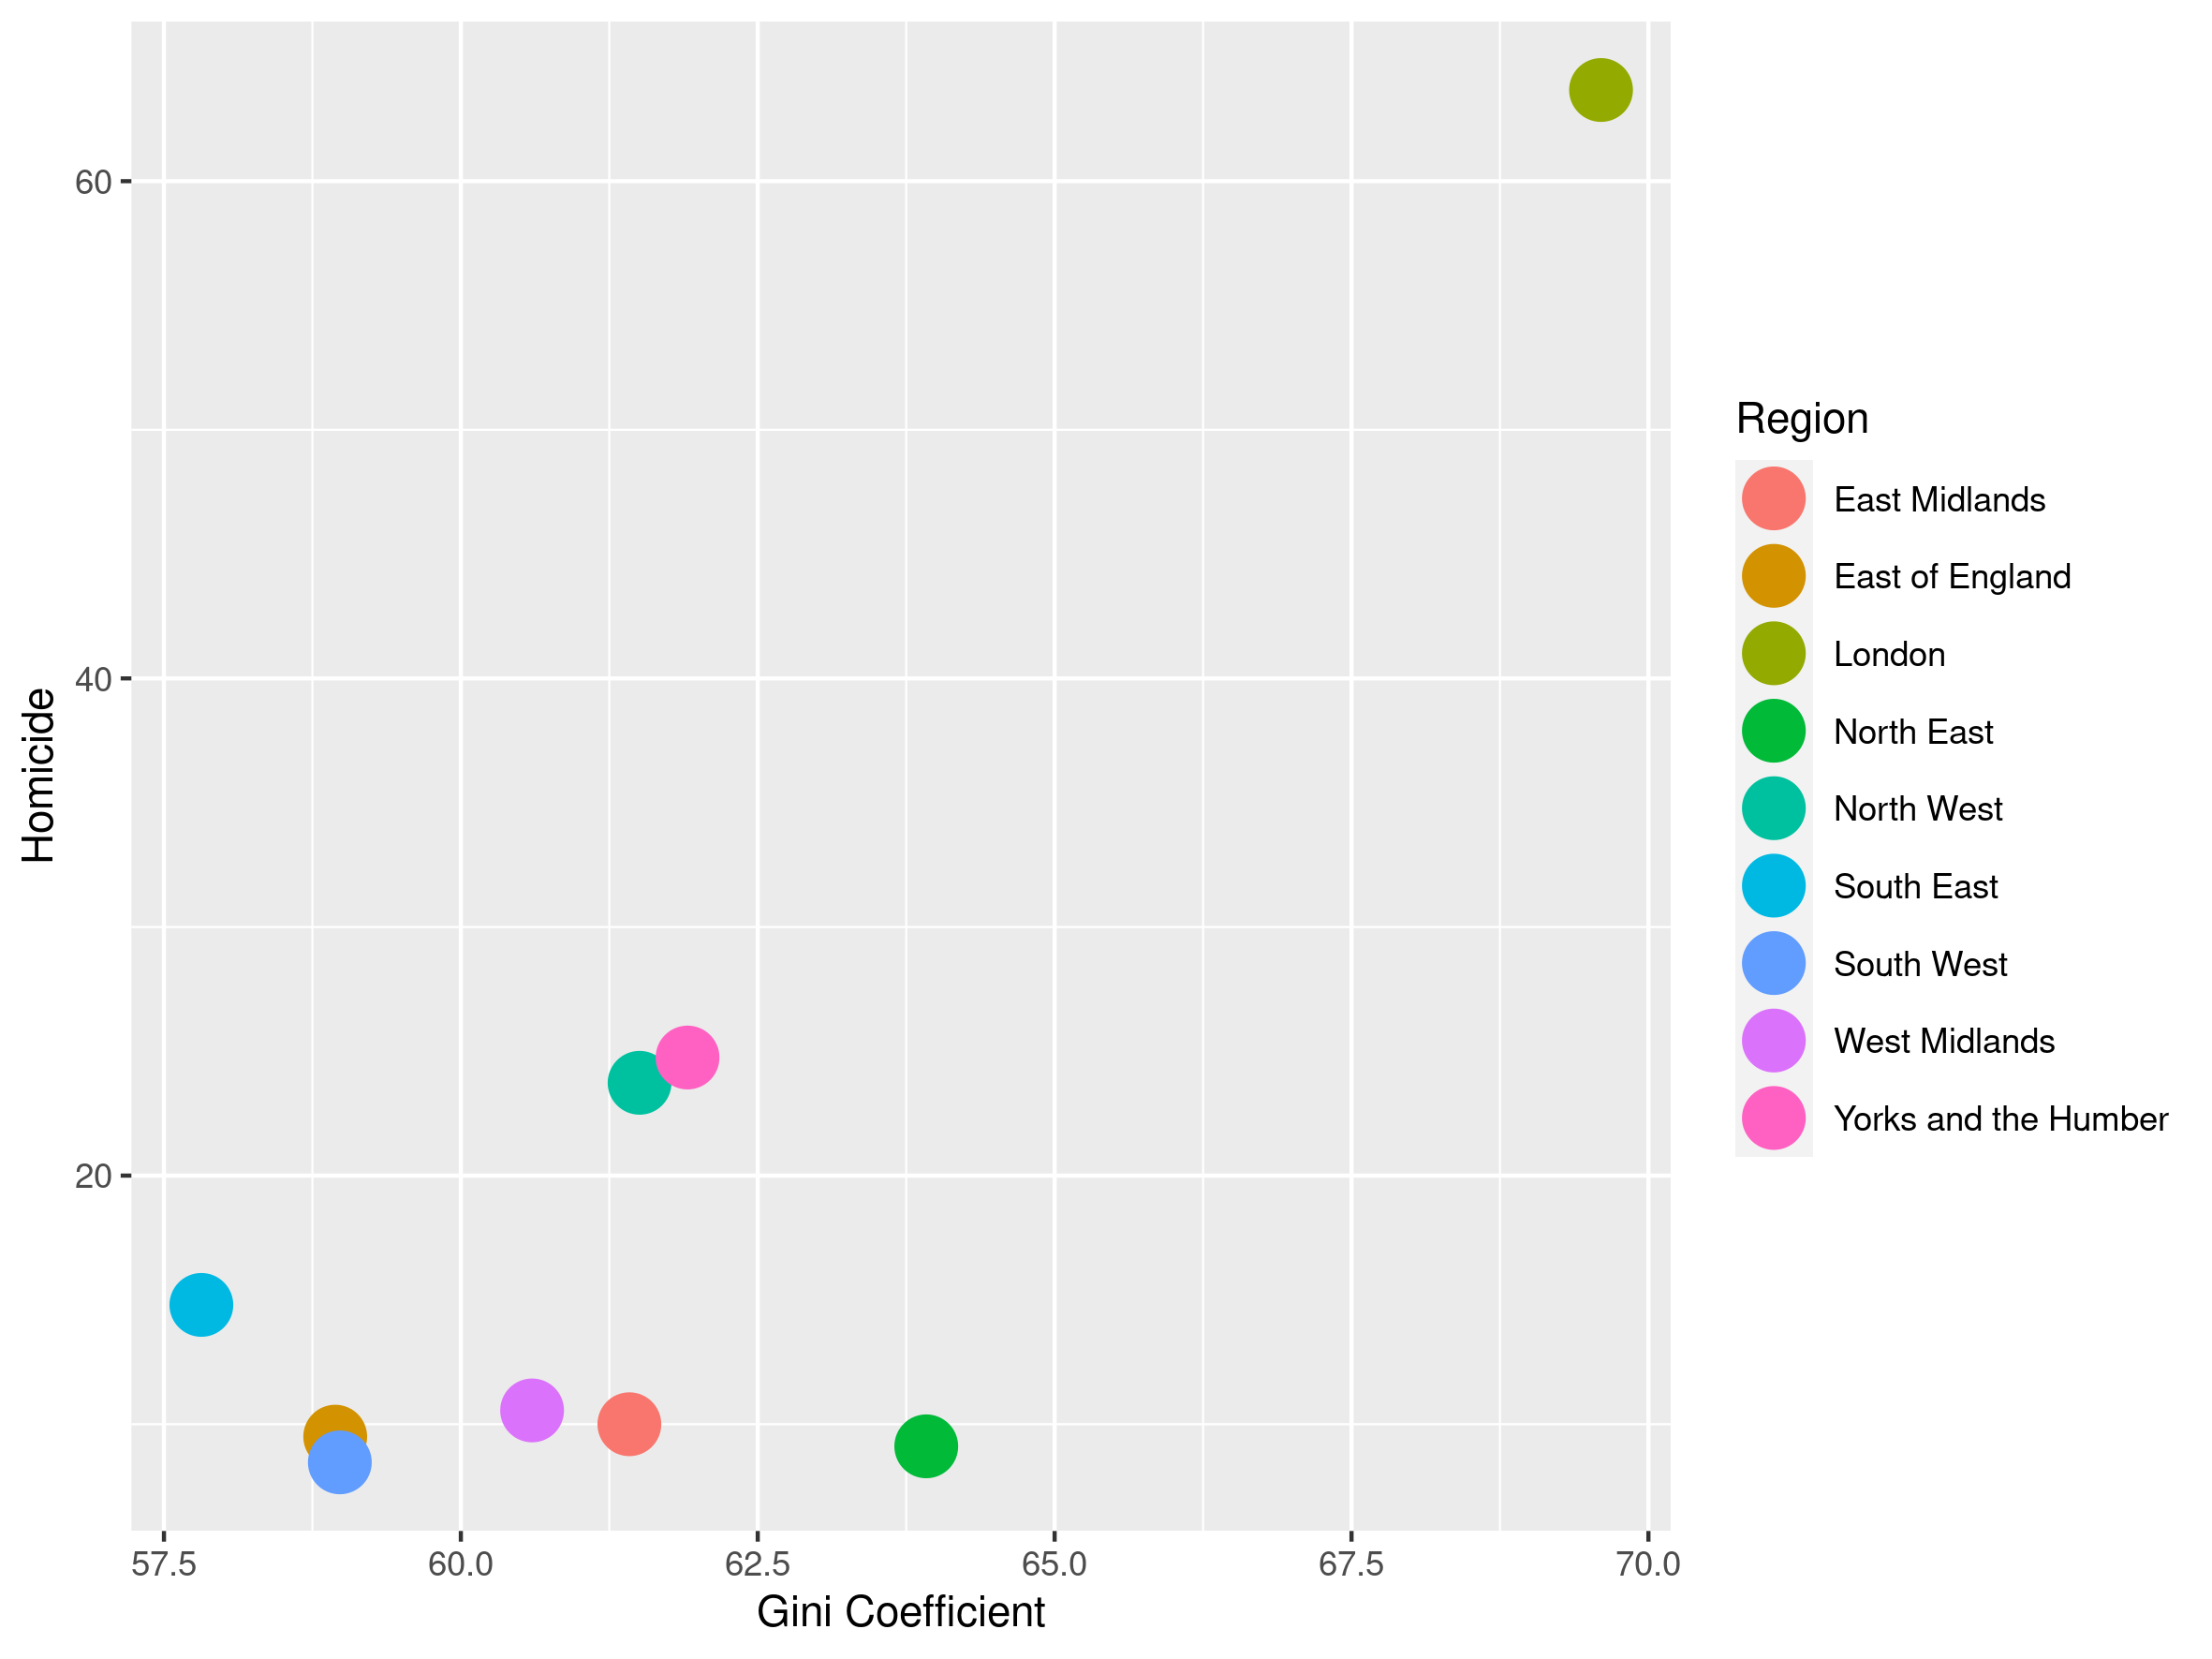 60
40
20
Homicide
57.5 60.0 62.5 65.0 67.5 70.0
Gini Coefficient
Region
East Midlands
East of England
London
North East
North West
South East
South West
West Midlands
Yorks and the Humber